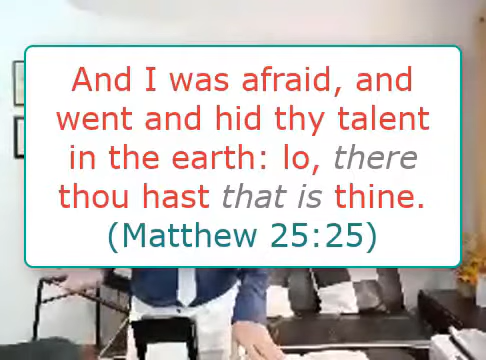 And I was afraid, and
went and hid thy talent
in the earth: lo, there
thou hast that is thine.
(Matthew 25:25)